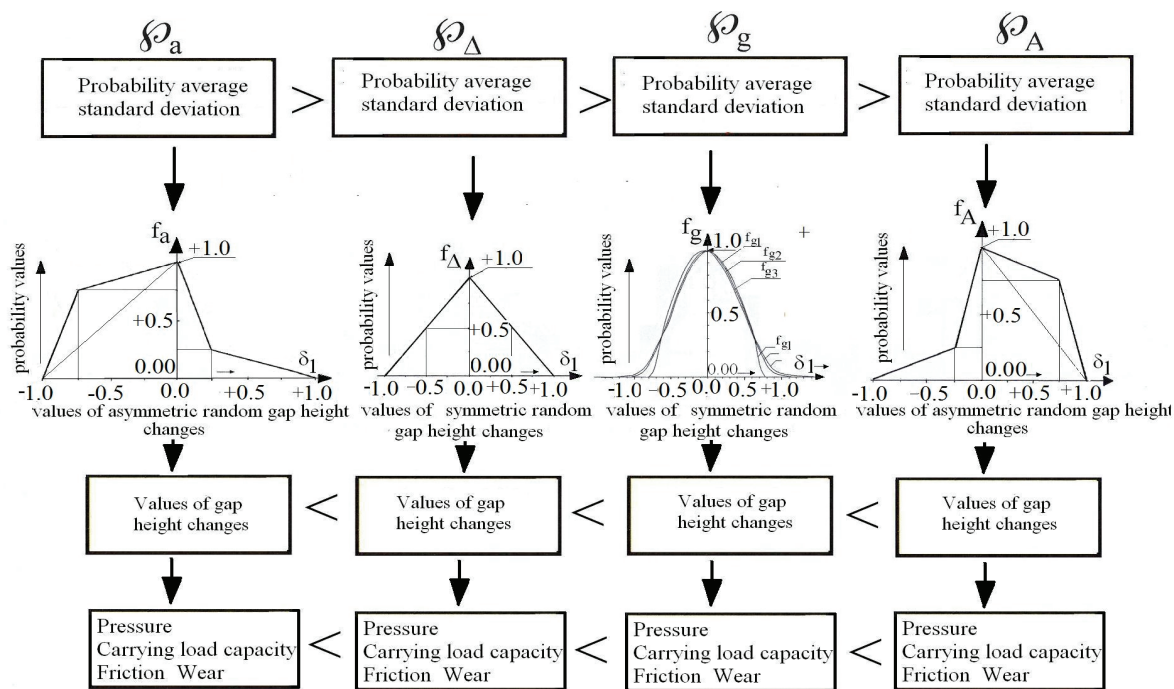 ℘a ℘Δ ℘g ℘A
Probability average
standard deviation
>
Probability average
standard deviation
>
Probability average
standard deviation
>
Probability average
standard deviation
fa
+1.0
probability values
+0.5
0.00
δ1
-1.0 −0.5 0.0 +0.5 +1.0
values of asymmetric random gap height
changes
fΔ
+1.0
probability values
+0.5
0.00
δ1
-1.0 −0.5 0.0 +0.5 1.0
values of symmetric random
gap height changes
fg
1.0
fg1
fg2
fg3
+
probability values
0.5
fg1
0.00
δ1
-1.0 −0.5 0.0 0.5 1.0
values of symmetric random
gap height changes
fA
+1.0
probability values
+0.5
0.00
δ1
-1.0 −0.5 0.0 +0.5 +1.0
values of asymmetric random gap height
changes
Values of gap
height changes
<
Values of gap
height changes
<
Values of gap
height changes
<
Values of gap
height changes
Pressure
Carrying load capacity
Friction Wear
<
Pressure
Carrying load capacity
Friction Wear
<
Pressure
Carrying load capacity
Friction Wear
<
Pressure
Carrying load capacity
Friction Wear